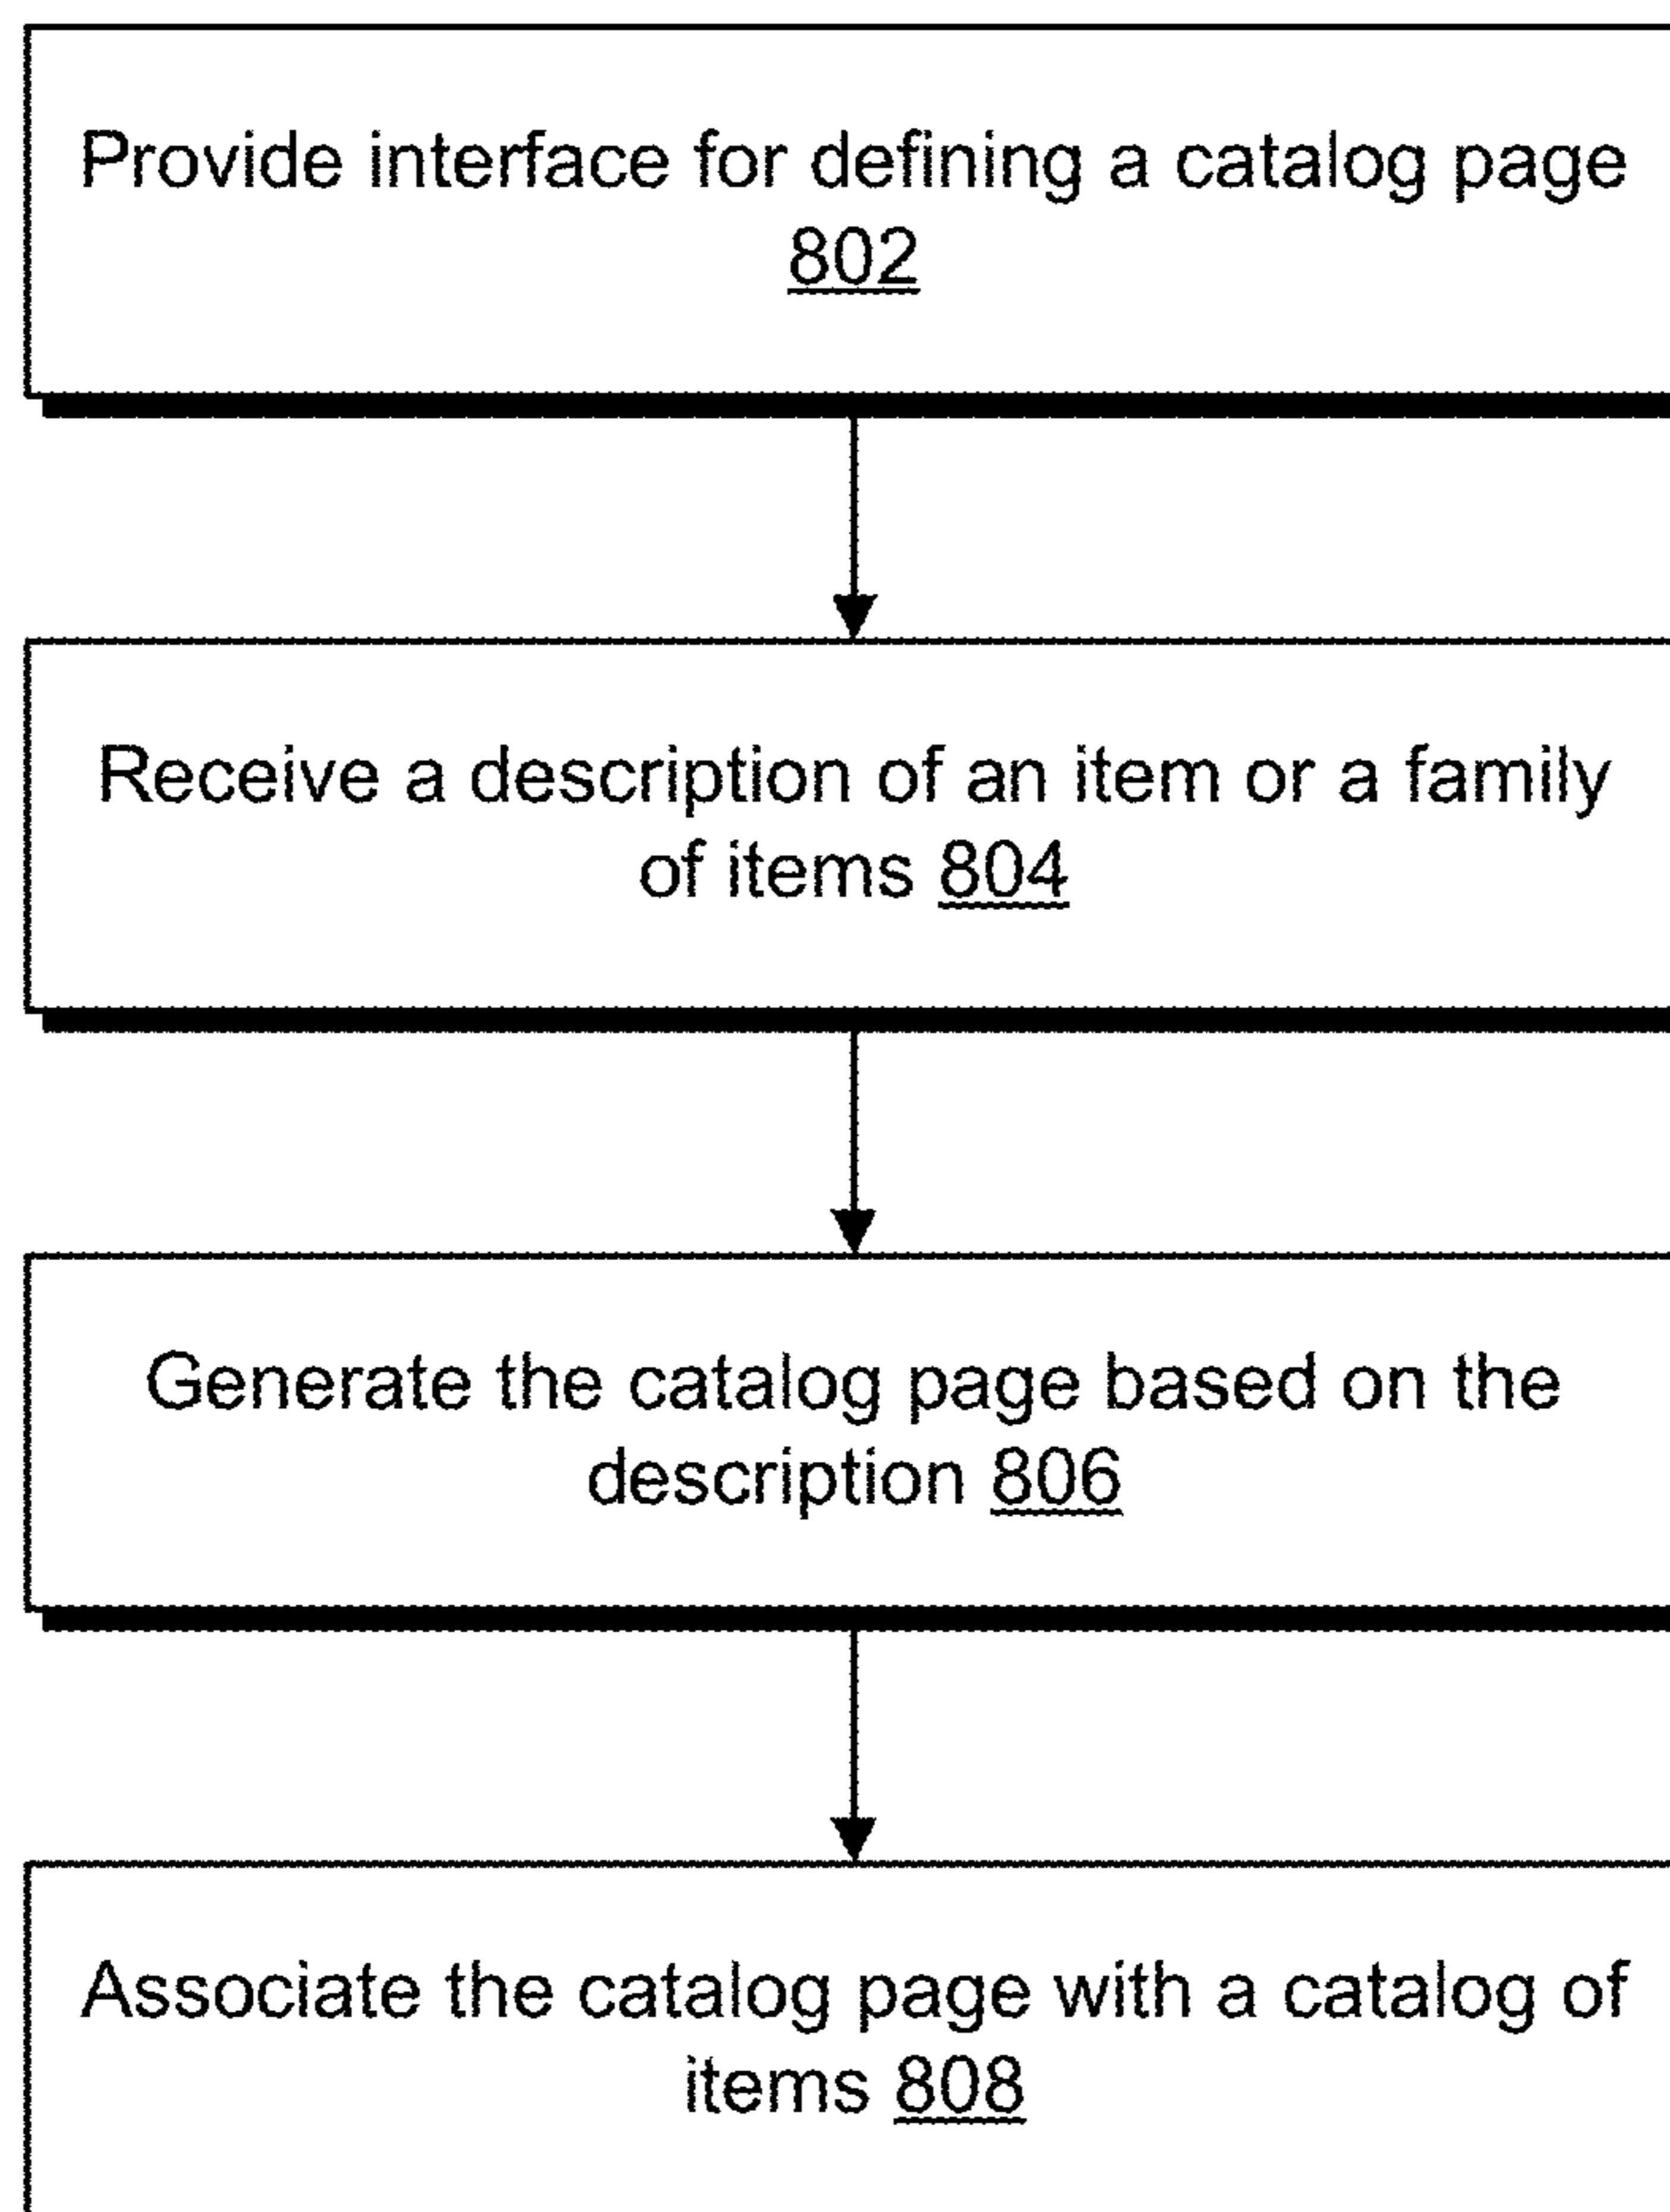 Provide interface for defining a catalog page
802
Receive a description of an item or a family
of items 804
Generate the catalog page based on the
description 806
Associate the catalog page with a catalog of
items 808